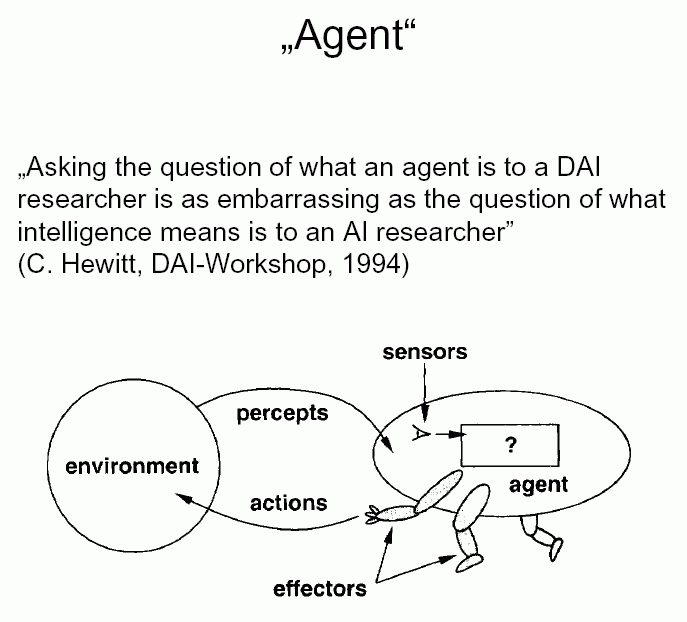 „Agent“
„Asking the question of what an agent is to a DAI
researcher is as embarrassing as the question of what
intelligence means is to an AI researcher”
(C. Hewitt, DAI-Workshop, 1994)
sensors
percepts
environment
?
agent
actions
effectors